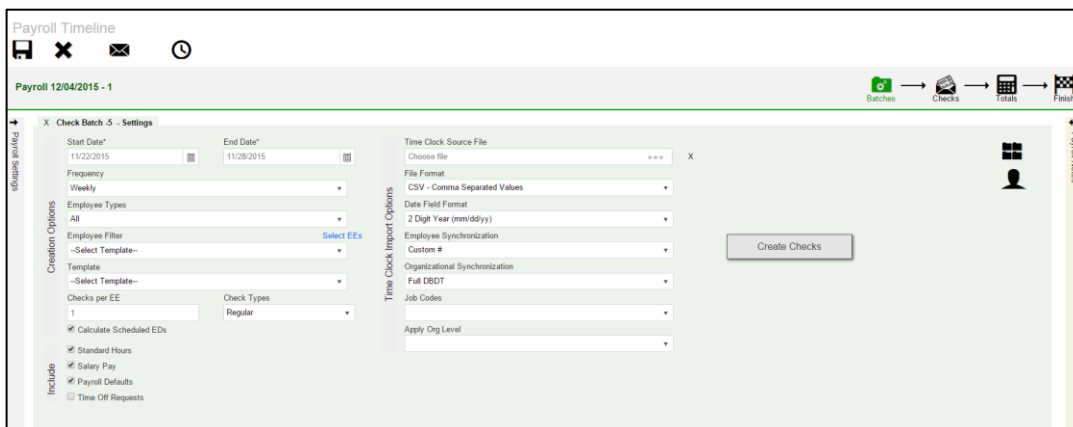 Payroll Timeline
Payroll 12/04/2015 - 1
Batches
Checks
Totals
Finish
Payroll Settings
X Check Batch -5 - Settings
Creation Options
Start Date*
End Date*
11/22/2015
11/28/2015
Frequency
Weekly
Employee Types
All
Employee Filter
Select EEs
--Select Template--
Template
--Select Template--
Checks per EE
Check Types
1
Regular
Calculate Scheduled EDs
Include
Standard Hours
Salary Pay
Payroll Defaults
Time Off Requests
Time Clock Import Options
Time Clock Source File
Choose file
X
File Format
CSV - Comma Separated Values
Date Field Format
2 Digit Year (mm/dd/yy)
Employee Synchronization
Custom #
Organizational Synchronization
Full DBDT
Job Codes
Apply Org Level
Create Checks